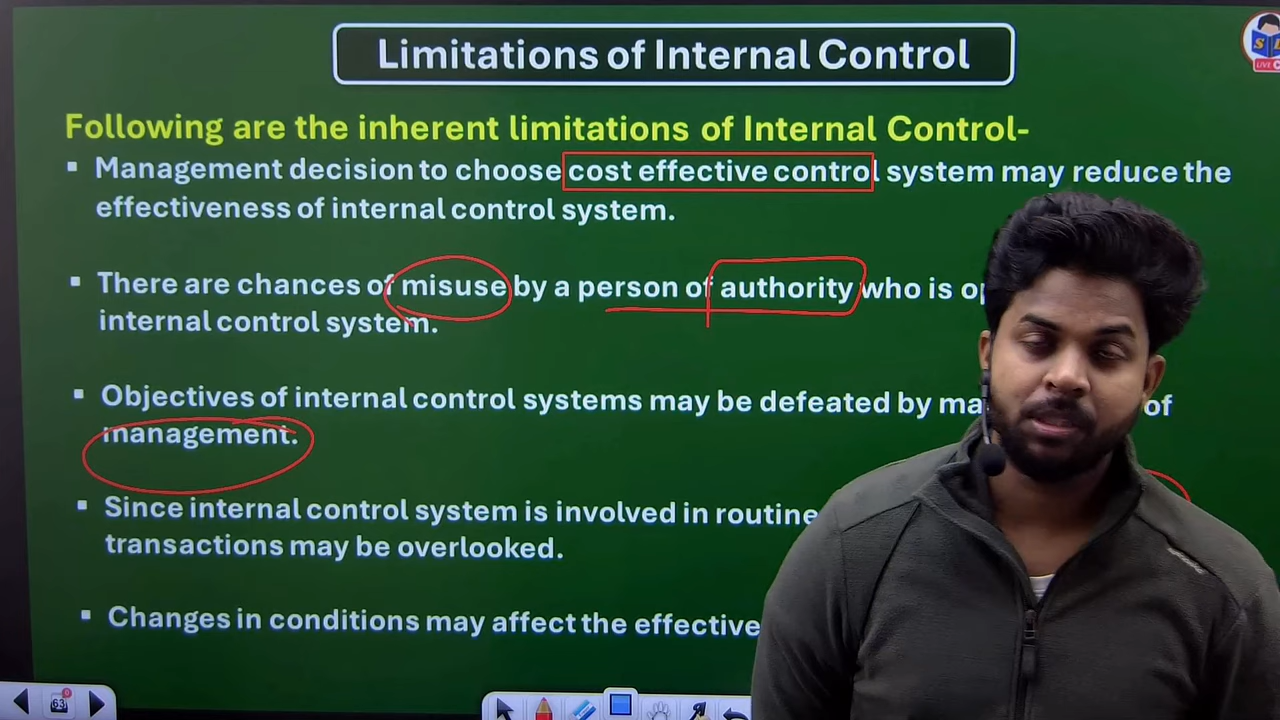 Limitations of Internal Control
LIVE
Following are the inherent limitations of Internal Control-
▪ Management decision to choose cost effective control system may reduce the
effectiveness of internal control system.
▪ There are chances of misuse by a person of authority who is
internal control system.
▪ Objectives of internal control systems may be defeated by of
management.
▪ Since internal control system is involved in routine
transactions may be overlooked.
▪ Changes in conditions may affect the
63